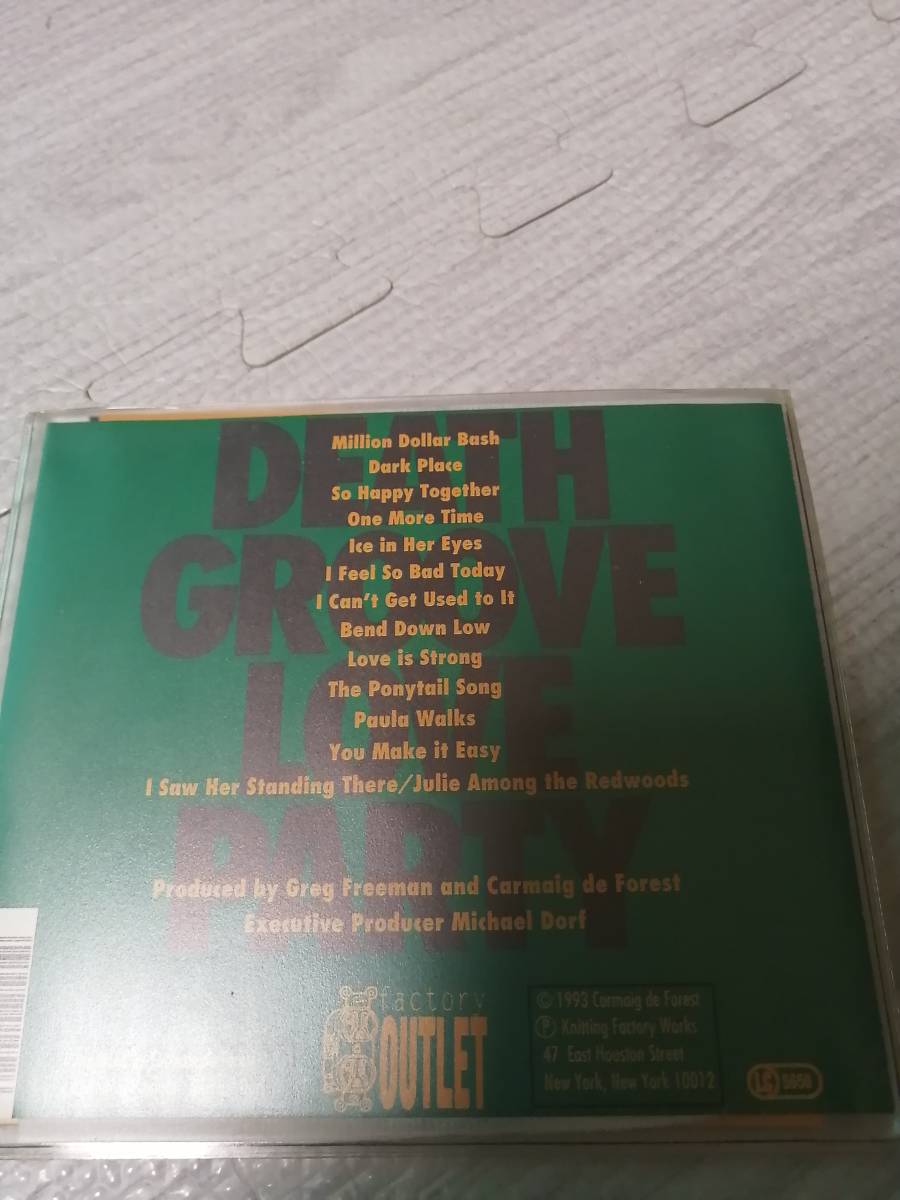 DEATH
GROOVE
LOVE
PARTY
Million Dollar Bash
Dark Place
So Happy Together
One More Time
Ice in Her Eyes
I Feel So Bad Today
I Can't Get Used to It
Bend Down Low
Love is Strong
The Ponytail Song
Paula Walks
You Make it Easy
I Saw Her Standing There/Julie Among the Redwoods
Produced by Greg Freeman and Carmaig de Forest
Executive Producer Michael Dorf
factory
OUTLET
© 1993 Carmaig de Forest
Ⓟ Knitting Factory Works
47 East Houston Street
New York, New York 10012
LC